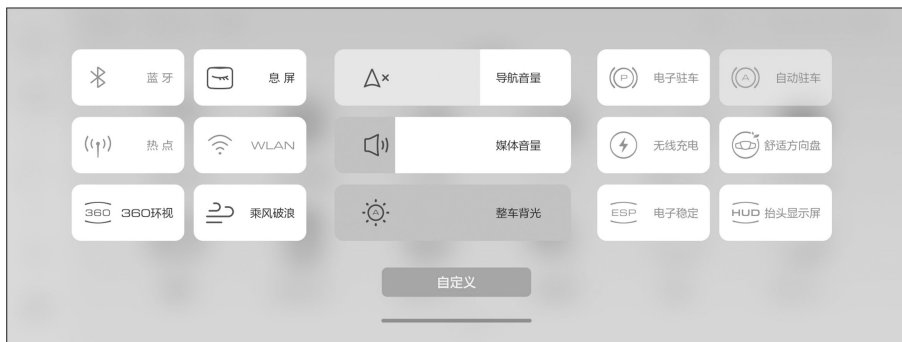 蓝牙
息屏
导航音量
P 电子驻车
A 自动驻车
热点
WLAN
媒体音量
无线充电
舒适方向盘
360 360环视
乘风破浪
A 整车背光
ESP 电子稳定
HUD 抬头显示屏
自定义